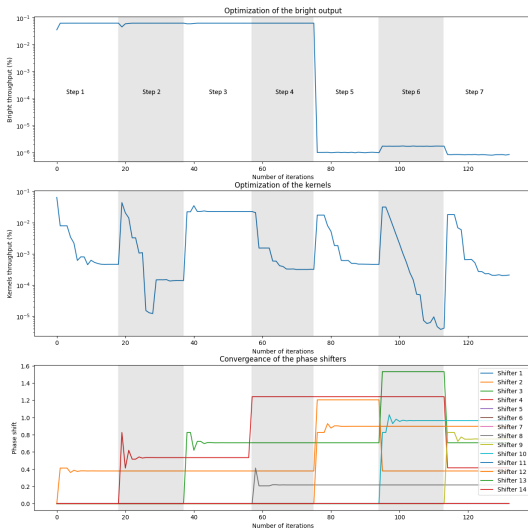 Optimization of the bright output
10⁻¹
10⁻²
10⁻³
10⁻⁴
10⁻⁵
10⁻⁶
Bright throughput (%)
Step 1
Step 2
Step 3
Step 4
Step 5
Step 6
Step 7
0
20
40
60
80
100
120
Number of iterations
Optimization of the kernels
10⁻¹
10⁻²
10⁻³
10⁻⁴
10⁻⁵
Kernels throughput (%)
0
20
40
60
80
100
120
Number of iterations
Convergeance of the phase shifters
1.6
1.4
1.2
1.0
0.8
0.6
0.4
0.2
0.0
Phase shift
Shifter 1
Shifter 2
Shifter 3
Shifter 4
Shifter 5
Shifter 6
Shifter 7
Shifter 8
Shifter 9
Shifter 10
Shifter 11
Shifter 12
Shifter 13
Shifter 14
0
20
40
60
80
100
120
Number of iterations